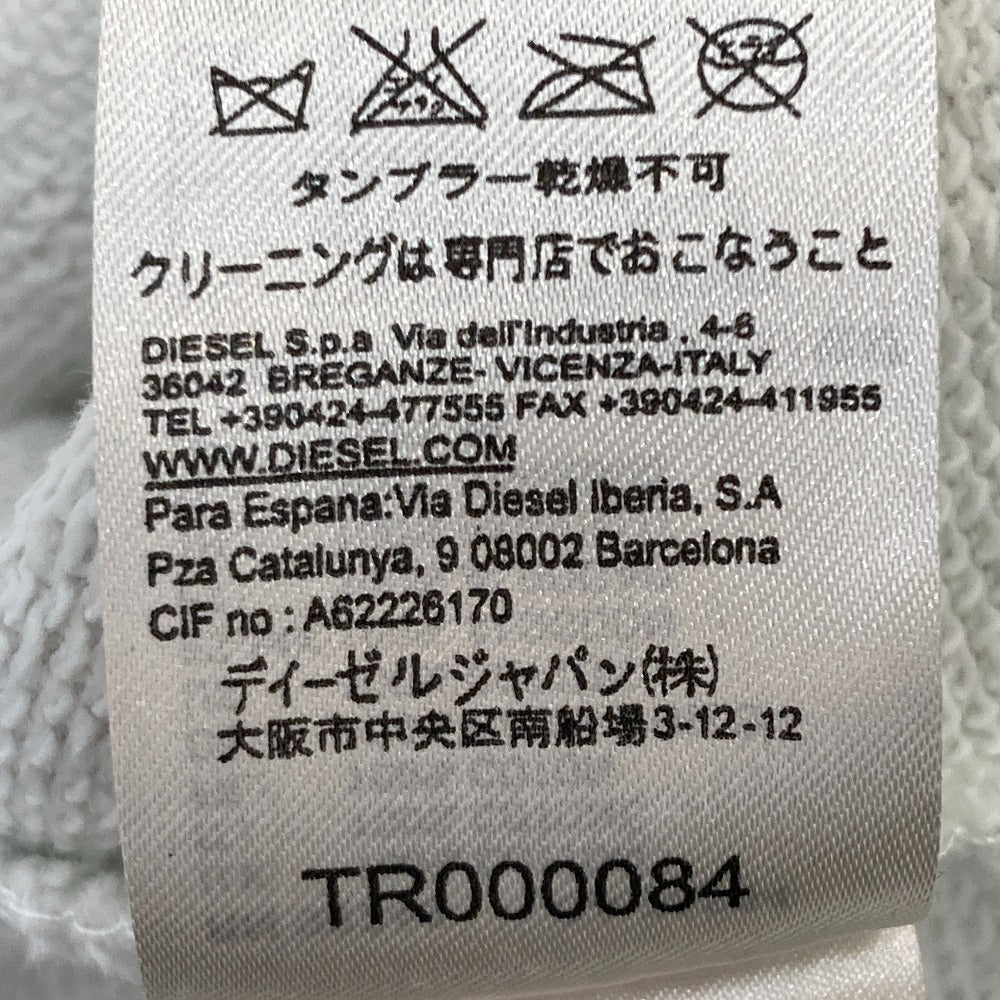 タンブラー乾燥不可
クリーニングは専門店でおこなうこと
DIESEL S.p.a Via dell'Industria , 4-6
36042 BREGANZE- VICENZA-ITALY
TEL +390424-477555 FAX +390424-411955
WWW.DIESEL.COM
Para Espana:Via Diesel Iberia, S.A
Pza Catalunya, 9 08002 Barcelona
CIF no : A62226170
ディーゼルジャパン(株)
大阪市中央区南船場3-12-12
TR000084